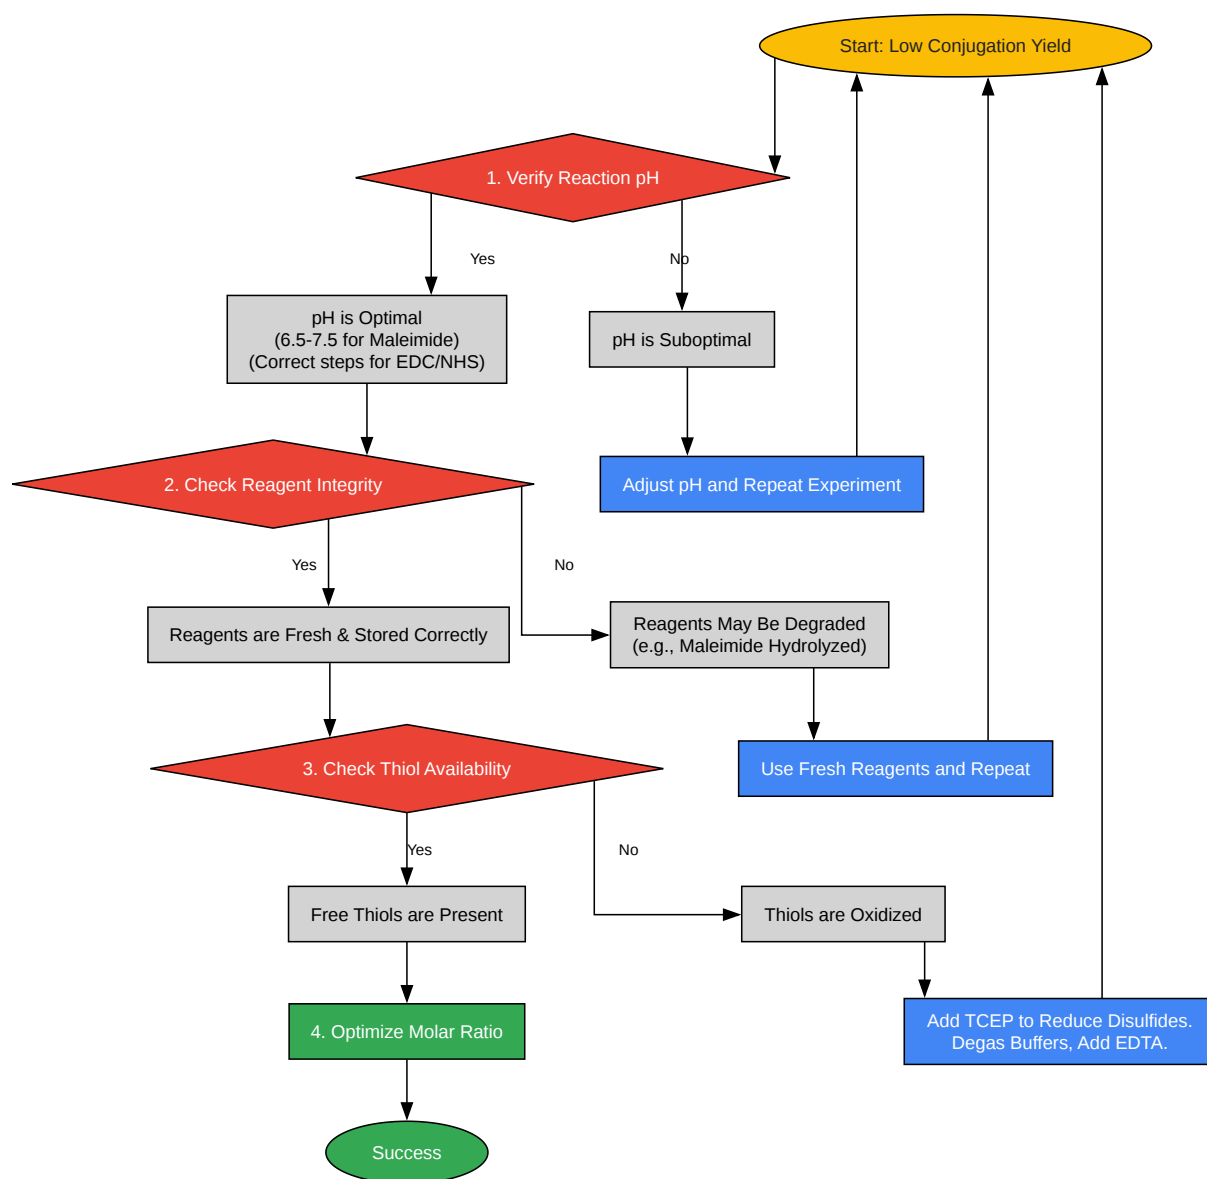 Start: Low Conjugation Yield
1. Verify Reaction pH
Yes
No
pH is Optimal
(6.5-7.5 for Maleimide)
(Correct steps for EDC/NHS)
pH is Suboptimal
2. Check Reagent Integrity
Adjust pH and Repeat Experiment
Yes
No
Reagents are Fresh & Stored Correctly
Reagents May Be Degraded
(e.g., Maleimide Hydrolyzed)
3. Check Thiol Availability
Use Fresh Reagents and Repeat
Yes
No
Free Thiols are Present
Thiols are Oxidized
4. Optimize Molar Ratio
Add TCEP to Reduce Disulfides.
Degas Buffers, Add EDTA.
Success